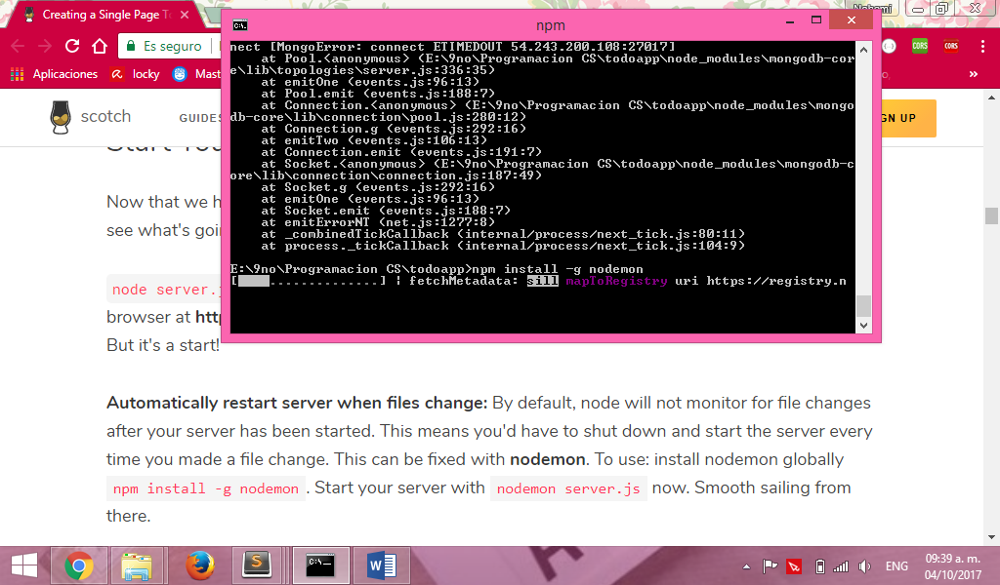 Creating a Single Page To
Nohemi
Es seguro
CORS
CORS
Aplicaciones
locky
Mast
scotch
GUIDES
GN UP
npm
nect [MongoError: connect ETIMEDOUT 54.243.200.108:27017]
at Pool.<anonymous> (E:\9no\Programacion CS\todoapp\node_modules\mongodb-cor
e\lib\topologies\server.js:336:35)
at emitOne (events.js:96:13)
at Pool.emit (events.js:188:7)
at Connection.<anonymous> (E:\9no\Programacion CS\todoapp\node_modules\mongo
db-core\lib\connection\pool.js:280:12)
at Connection.g (events.js:292:16)
at emitTwo (events.js:106:13)
at Connection.emit (events.js:191:7)
at Socket.<anonymous> (E:\9no\Programacion CS\todoapp\node_modules\mongodb-c
ore\lib\connection\connection.js:187:49)
at Socket.g (events.js:292:16)
at emitOne (events.js:96:13)
at Socket.emit (events.js:188:7)
at emitErrorNT (net.js:1277:8)
at _combinedTickCallback (internal/process/next_tick.js:80:11)
at process._tickCallback (internal/process/next_tick.js:104:9)
E:\9no\Programacion CS\todoapp>npm install -g nodemon
[ ..............] | fetchMetadata: sill mapToRegistry uri https://registry.n
Start You
Now that we h
see what's goin
node server.j
browser at http
But it's a start!
Automatically restart server when files change: By default, node will not monitor for file changes
after your server has been started. This means you'd have to shut down and start the server every
time you made a file change. This can be fixed with nodemon. To use: install nodemon globally
npm install -g nodemon . Start your server with nodemon server.js now. Smooth sailing from
there.
ENG
09:39 a. m.
04/10/2017